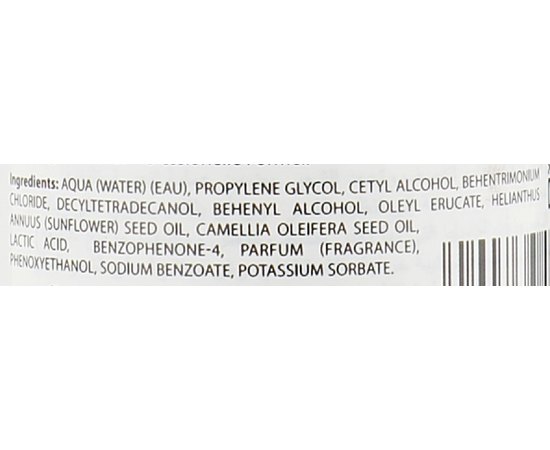 Ingredients: AQUA (WATER) (EAU), PROPYLENE GLYCOL, CETYL ALCOHOL, BEHENTRIMONIUM
CHLORIDE, DECYLTETRADECANOL, BEHENYL ALCOHOL, OLEYL ERUCATE, HELIANTHUS
ANNUUS (SUNFLOWER) SEED OIL, CAMELLIA OLEIFERA SEED OIL,
LACTIC ACID, BENZOPHENONE-4, PARFUM (FRAGRANCE),
PHENOXYETHANOL, SODIUM BENZOATE, POTASSIUM SORBATE.